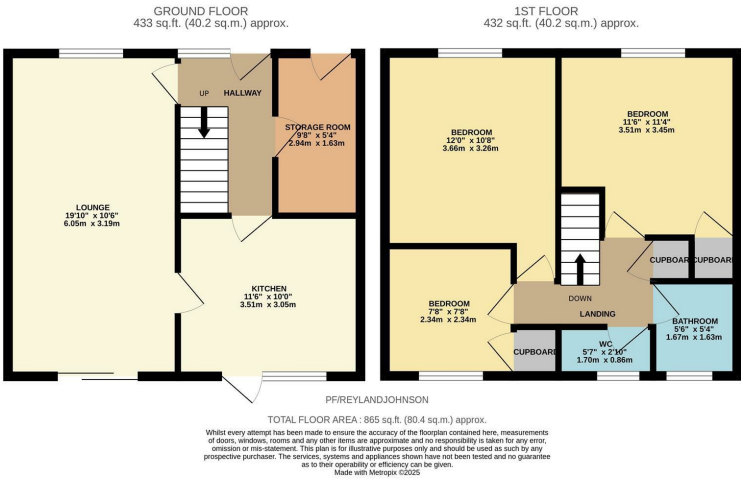 GROUND FLOOR
433 sq.ft. (40.2 sq.m.) approx.
UP
HALLWAY
STORAGE ROOM
9'8" x 5'4"
2.94m x 1.63m
LOUNGE
19'10" x 10'6"
6.05m x 3.19m
KITCHEN
11'6" x 10'0"
3.51m x 3.05m
1ST FLOOR
432 sq.ft. (40.2 sq.m.) approx.
BEDROOM
12'0" x 10'8"
3.66m x 3.26m
BEDROOM
11'6" x 11'4"
3.51m x 3.45m
CUPBOARD
CUPBOARD
DOWN
LANDING
BEDROOM
7'8" x 7'8"
2.34m x 2.34m
CUPBOARD
WC
5'7" x 2'10"
1.70m x 0.86m
BATHROOM
5'6" x 5'4"
1.67m x 1.63m
PF/REYLANDJOHNSON
TOTAL FLOOR AREA : 865 sq.ft. (80.4 sq.m.) approx.
Whilst every attempt has been made to ensure the accuracy of the floorplan contained here, measurements
of doors, windows, rooms and any other items are approximate and no responsibility is taken for any error,
omission or mis-statement. This plan is for illustrative purposes only and should be used as such by any
prospective purchaser. The services, systems and appliances shown have not been tested and no guarantee
as to their operability or efficiency can be given.
Made with Metropix ©2025